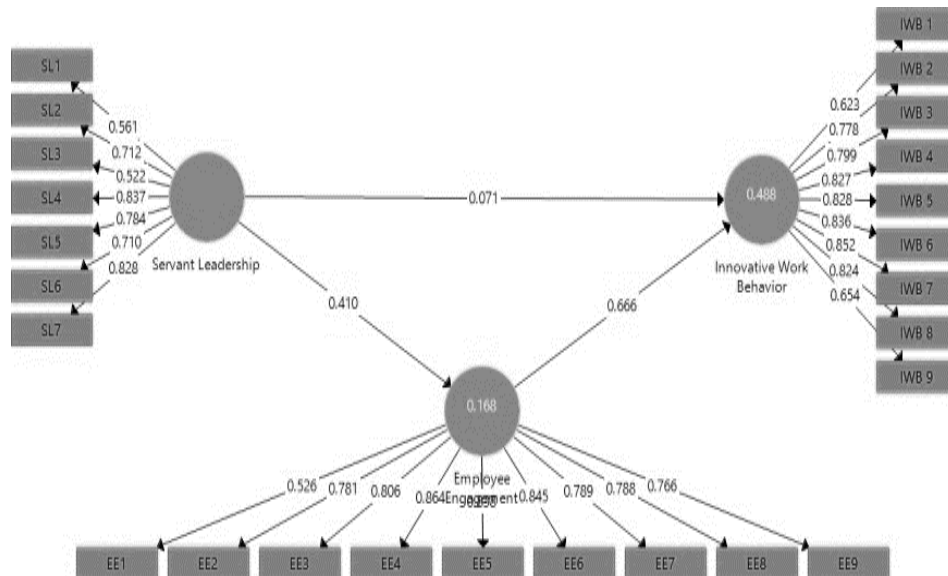 IWB 1
SL1
IWB 2
0.561
0.623
SL2
0.778
IWB 3
0.712
0.799
SL3
0.522
0.827
IWB 4
SL4
0.837
0.071
0.488
0.828
IWB 5
0.784
0.836
SL5
0.710
0.852
IWB 6
0.828
0.824
Servant Leadership
Innovative Work
Behavior
0.654
SL6
IWB 7
SL7
0.410
0.666
IWB 8
IWB 9
0.168
Employee
Engagement
0.526
0.781
0.806
0.864
0.845
0.789
0.788
0.766
EE1
EE2
EE3
EE4
EE5
EE6
EE7
EE8
EE9